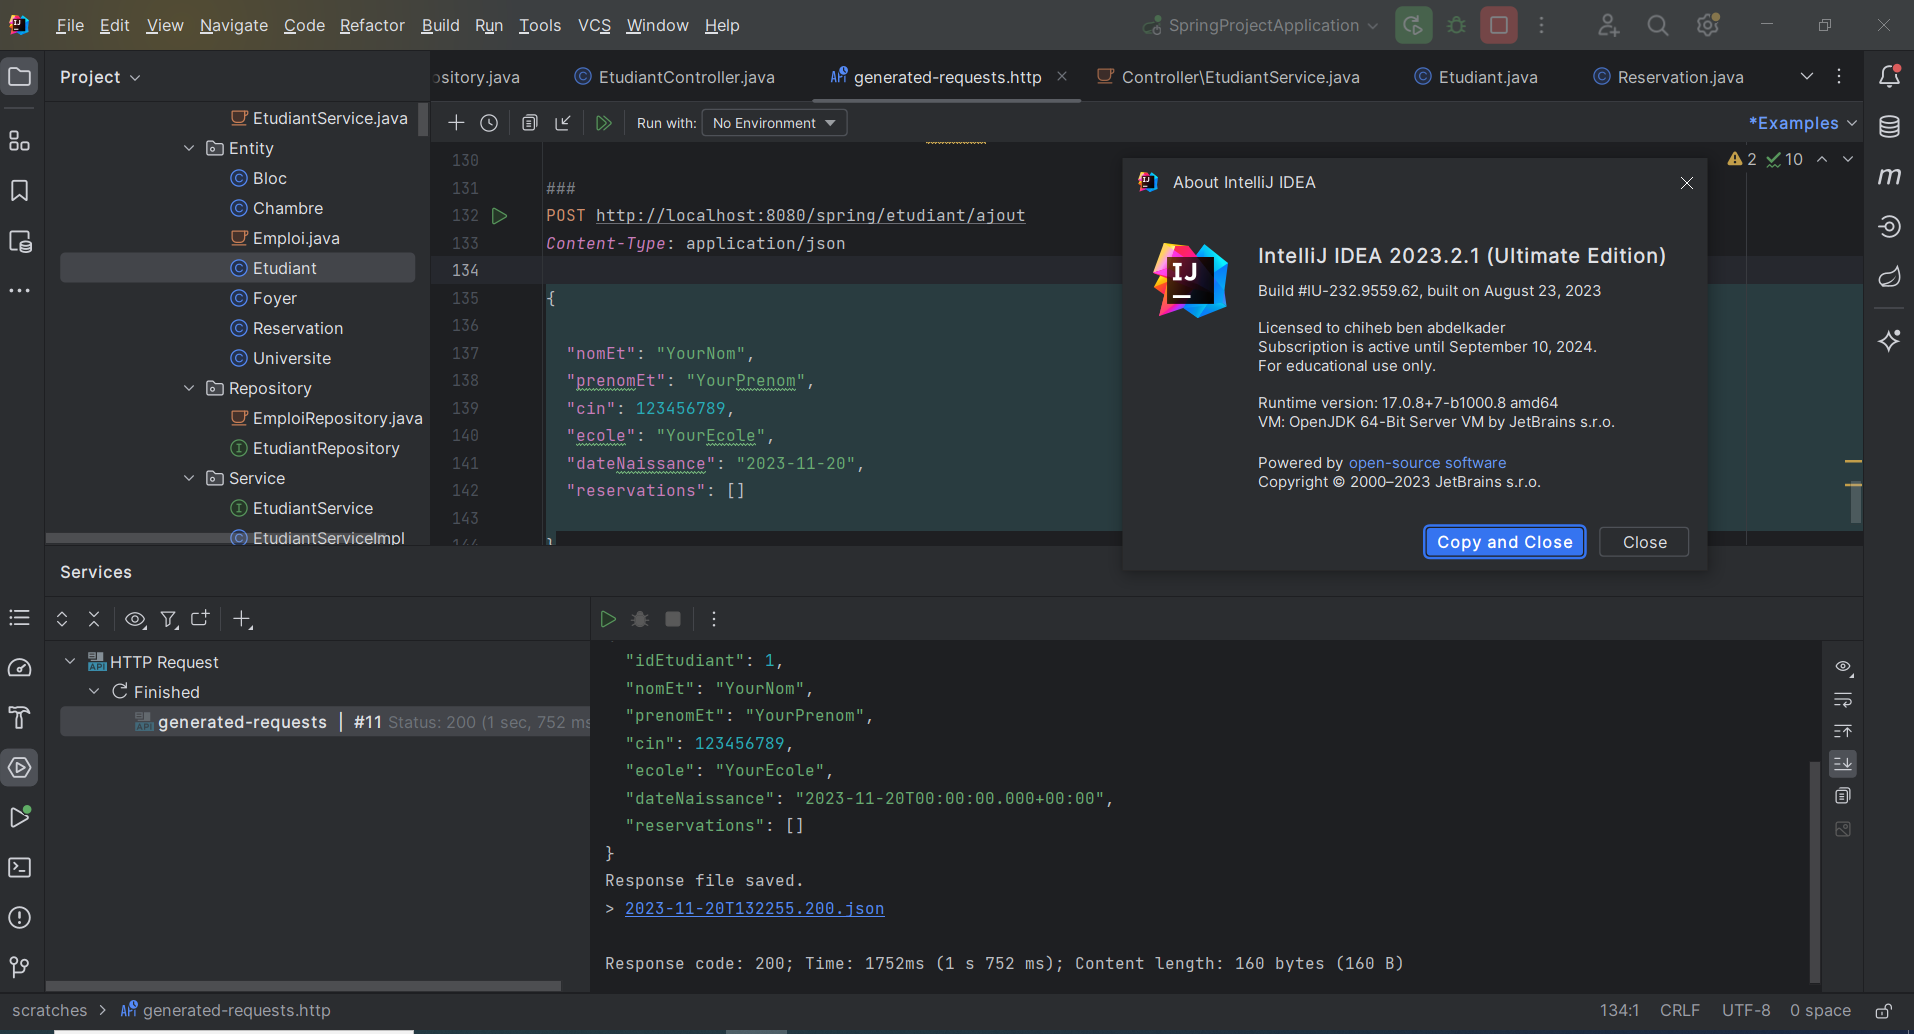 File Edit View Navigate Code Refactor Build Run Tools VCS Window Help
SpringProjectApplication
Project
ository.java
EtudiantController.java
generated-requests.http
Controller\EtudiantService.java
Etudiant.java
Reservation.java
Run with: No Environment
*Examples
2 10
EtudiantService.java
Entity
Bloc
Chambre
Emploi.java
Etudiant
Foyer
Reservation
Universite
Repository
EmploiRepository.java
EtudiantRepository
Service
EtudiantService
EtudiantServiceImpl
130
131 ###
132 POST http://localhost:8080/spring/etudiant/ajout
133 Content-Type: application/json
134
135 {
136
137 "nomEt": "YourNom",
138 "prenomEt": "YourPrenom",
139 "cin": 123456789,
140 "ecole": "YourEcole",
141 "dateNaissance": "2023-11-20",
142 "reservations": []
143
144 }
About IntelliJ IDEA
IJ
IntelliJ IDEA 2023.2.1 (Ultimate Edition)
Build #IU-232.9559.62, built on August 23, 2023
Licensed to chiheb ben abdelkader
Subscription is active until September 10, 2024.
For educational use only.
Runtime version: 17.0.8+7-b1000.8 amd64
VM: OpenJDK 64-Bit Server VM by JetBrains s.r.o.
Powered by open-source software
Copyright © 2000–2023 JetBrains s.r.o.
Copy and Close
Close
Services
HTTP Request
Finished
generated-requests | #11 Status: 200 (1 sec, 752 ms
"idEtudiant": 1,
"nomEt": "YourNom",
"prenomEt": "YourPrenom",
"cin": 123456789,
"ecole": "YourEcole",
"dateNaissance": "2023-11-20T00:00:00.000+00:00",
"reservations": []
}
Response file saved.
> 2023-11-20T132255.200.json
Response code: 200; Time: 1752ms (1 s 752 ms); Content length: 160 bytes (160 B)
scratches > generated-requests.http
134:1 CRLF UTF-8 0 space